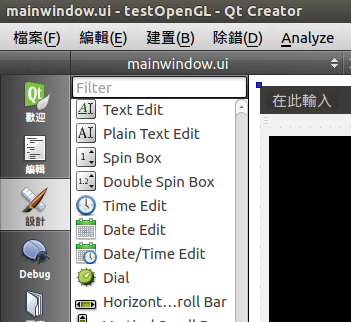 mainwindow.ui - testOpenGL - Qt Creator
檔案(F) 編輯(E) 建置(B) 除錯(D) Analyze
mainwindow.ui
Qt
歡迎
編輯
設計
Debug
Filter
Text Edit
Plain Text Edit
Spin Box
Double Spin Box
Time Edit
Date Edit
Date/Time Edit
Dial
Horizont...roll Bar
在此輸入